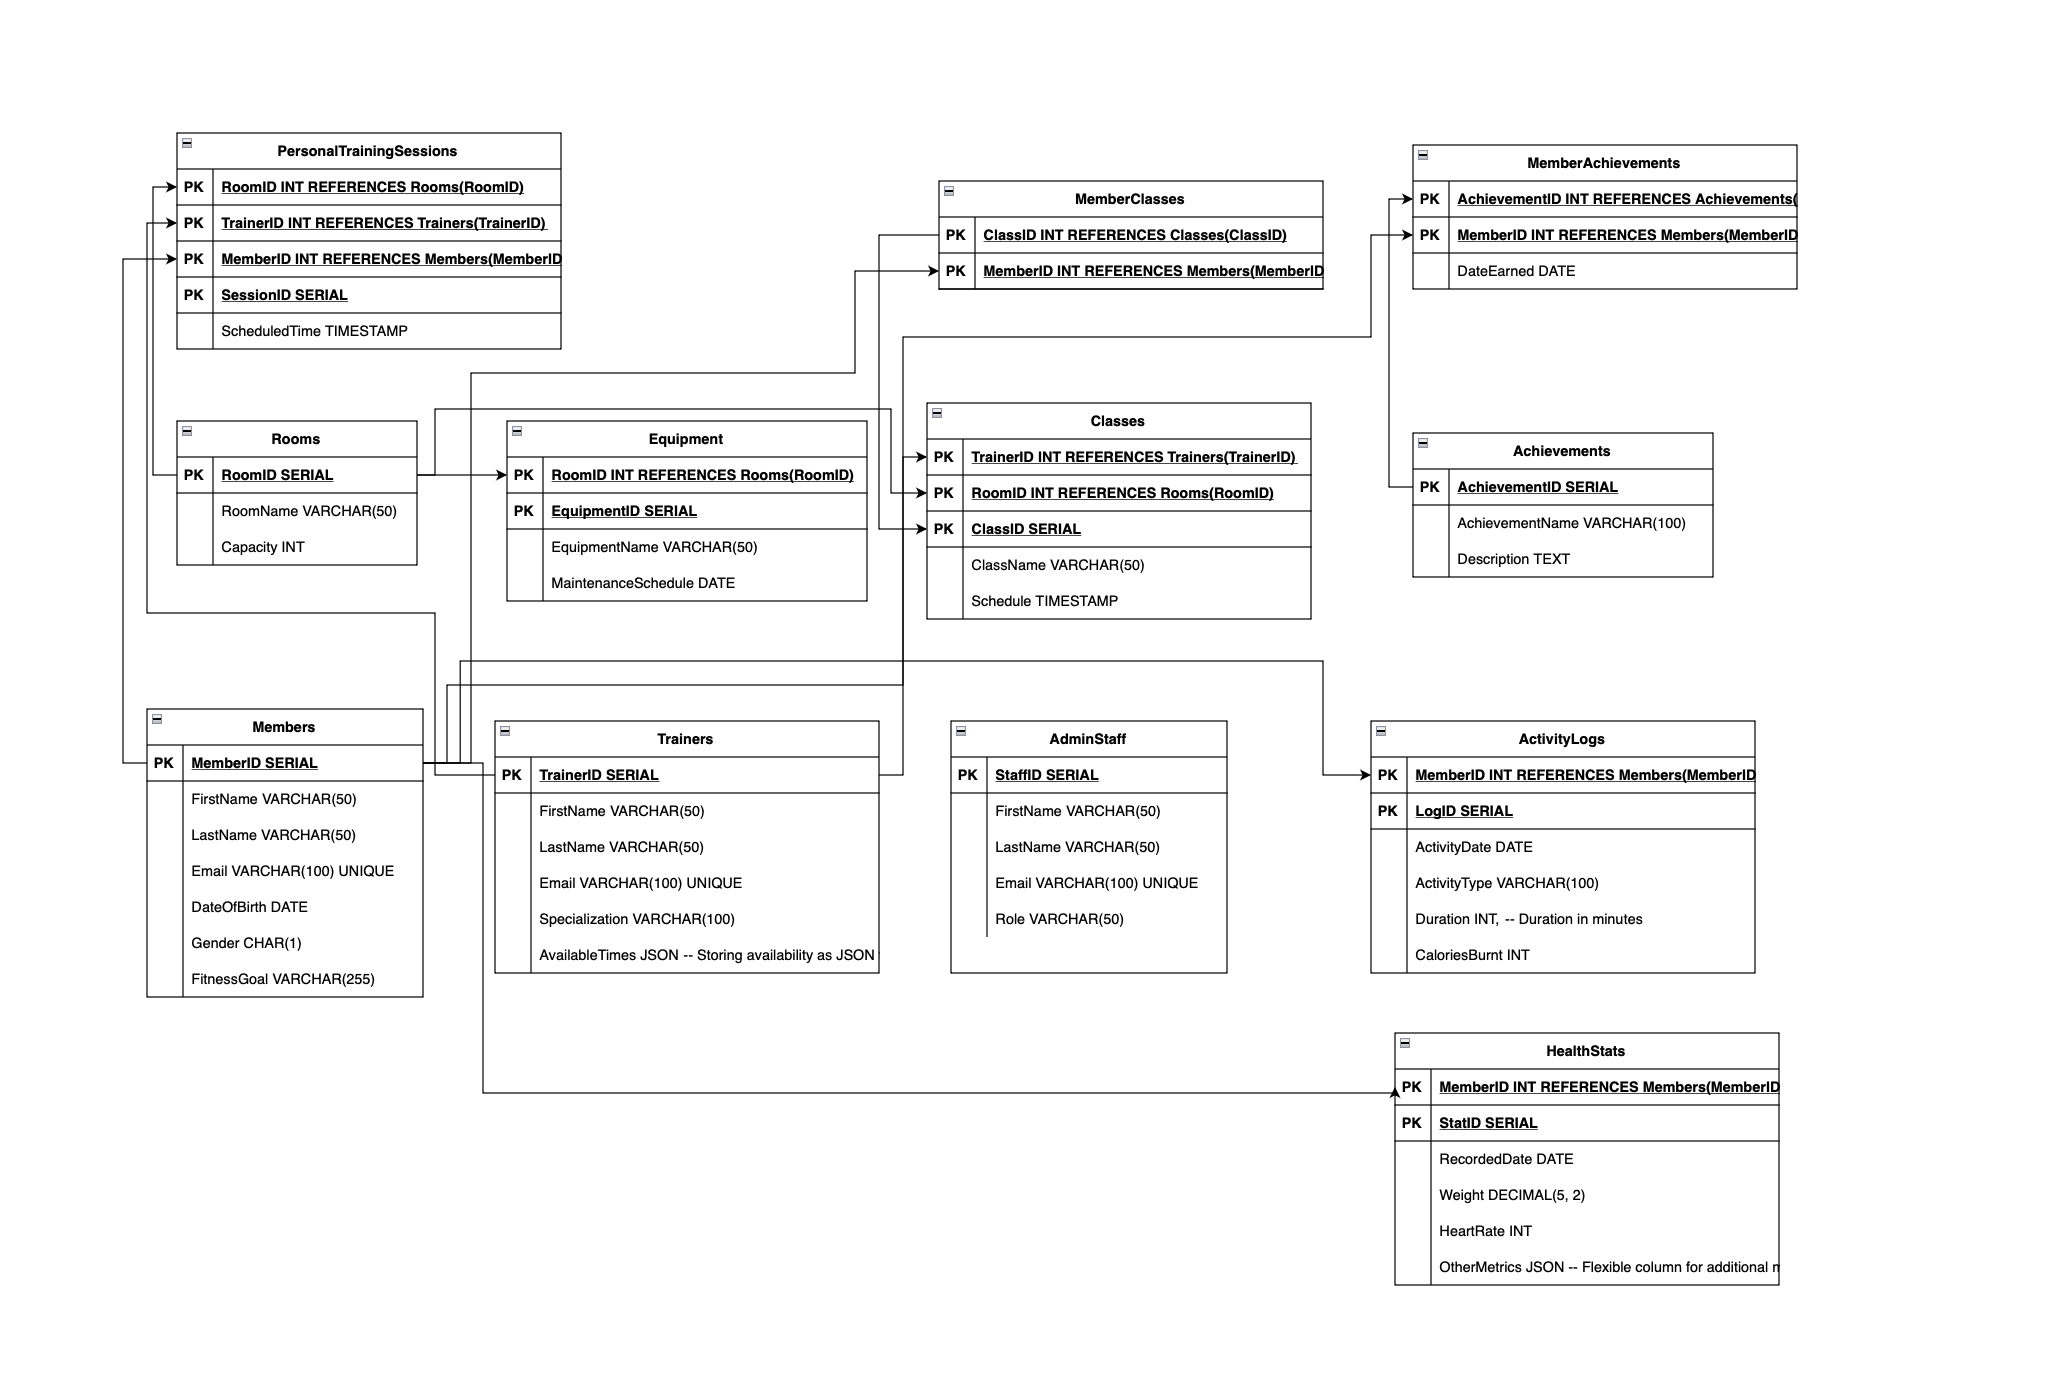 PersonalTrainingSessions
PK RoomID INT REFERENCES Rooms(RoomID)
PK TrainerID INT REFERENCES Trainers(TrainerID)
PK MemberID INT REFERENCES Members(MemberID
PK SessionID SERIAL
ScheduledTime TIMESTAMP
MemberClasses
PK ClassID INT REFERENCES Classes(ClassID)
PK MemberID INT REFERENCES Members(MemberID
MemberAchievements
PK AchievementID INT REFERENCES Achievements(
PK MemberID INT REFERENCES Members(MemberID
DateEarned DATE
Rooms
PK RoomID SERIAL
RoomName VARCHAR(50)
Capacity INT
Equipment
PK RoomID INT REFERENCES Rooms(RoomID)
PK EquipmentID SERIAL
EquipmentName VARCHAR(50)
MaintenanceSchedule DATE
Classes
PK TrainerID INT REFERENCES Trainers(TrainerID)
PK RoomID INT REFERENCES Rooms(RoomID)
PK ClassID SERIAL
ClassName VARCHAR(50)
Schedule TIMESTAMP
Achievements
PK AchievementID SERIAL
AchievementName VARCHAR(100)
Description TEXT
Members
PK MemberID SERIAL
FirstName VARCHAR(50)
LastName VARCHAR(50)
Email VARCHAR(100) UNIQUE
DateOfBirth DATE
Gender CHAR(1)
FitnessGoal VARCHAR(255)
Trainers
PK TrainerID SERIAL
FirstName VARCHAR(50)
LastName VARCHAR(50)
Email VARCHAR(100) UNIQUE
Specialization VARCHAR(100)
AvailableTimes JSON -- Storing availability as JSON
AdminStaff
PK StaffID SERIAL
FirstName VARCHAR(50)
LastName VARCHAR(50)
Email VARCHAR(100) UNIQUE
Role VARCHAR(50)
ActivityLogs
PK MemberID INT REFERENCES Members(MemberID
PK LogID SERIAL
ActivityDate DATE
ActivityType VARCHAR(100)
Duration INT, -- Duration in minutes
CaloriesBurnt INT
HealthStats
PK MemberID INT REFERENCES Members(MemberID
PK StatID SERIAL
RecordedDate DATE
Weight DECIMAL(5, 2)
HeartRate INT
OtherMetrics JSON -- Flexible column for additional